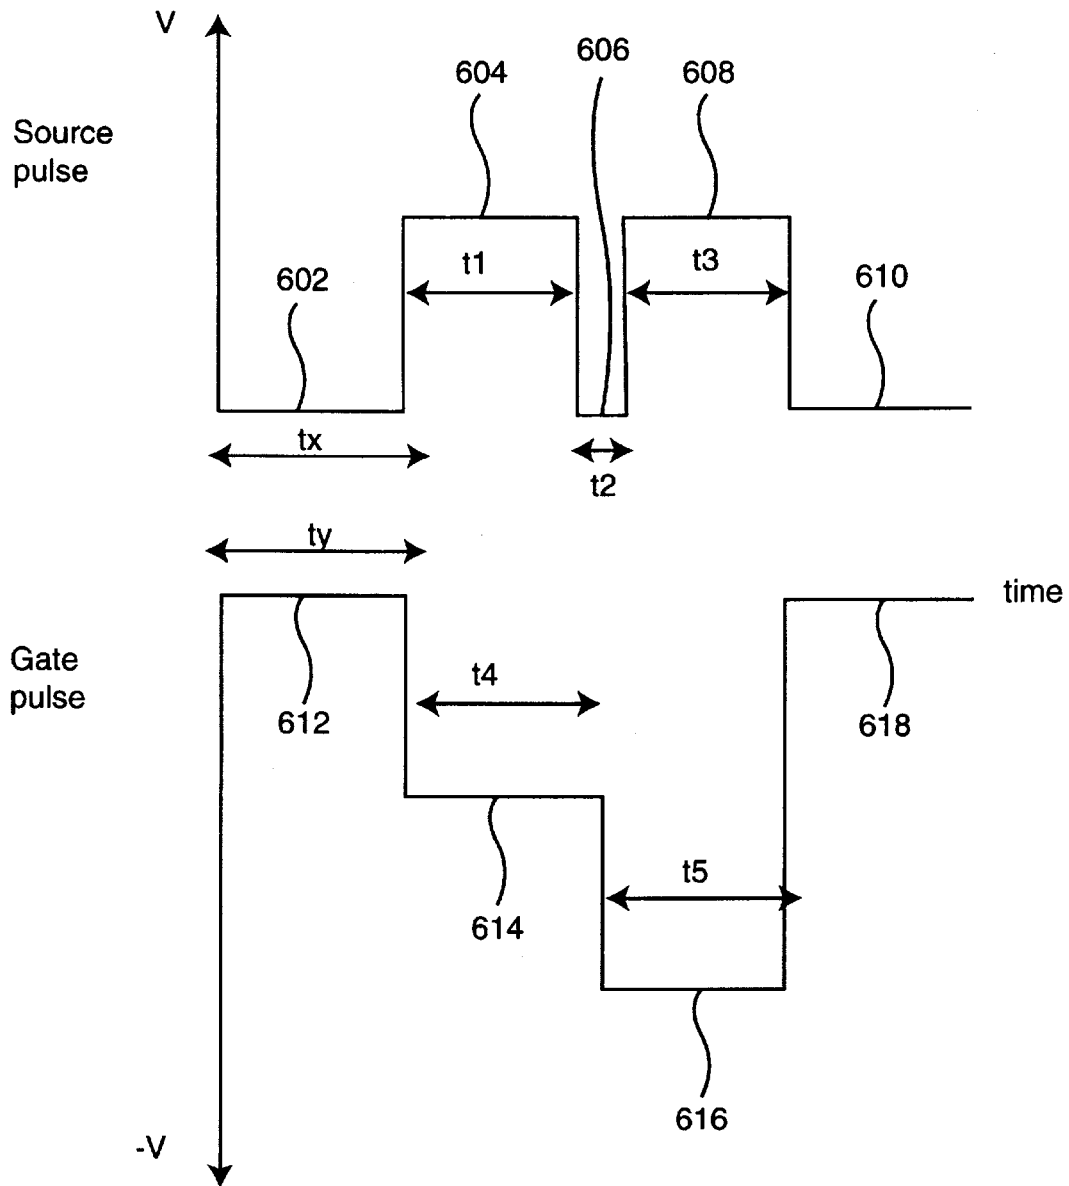 V
606
604
608
Source
pulse
t1
t3
602
610
tx
t2
ty
time
Gate
pulse
t4
612
618
t5
614
616
-V